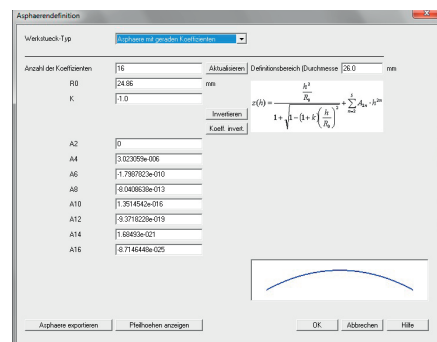 Asphaerendefinition
Werkstueck-Typ Asphaere mit geraden Koeffizienten
Anzahl der Koeffizienten 16 Aktualisieren Definitionsbereich (Durchmesse 26.0 mm
R0 24.86 mm
K -1.0
Invertieren
Koeff. invert.
A2 0
A4 3.023059e-006
A6 -1.7987823e-010
A8 -8.0408638e-013
A10 1.3514542e-016
A12 -9.3718228e-019
A14 1.68493e-021
A16 -8.7146448e-025
Asphaere exportieren Pfeilhoehen anzeigen OK Abbrechen Hilfe